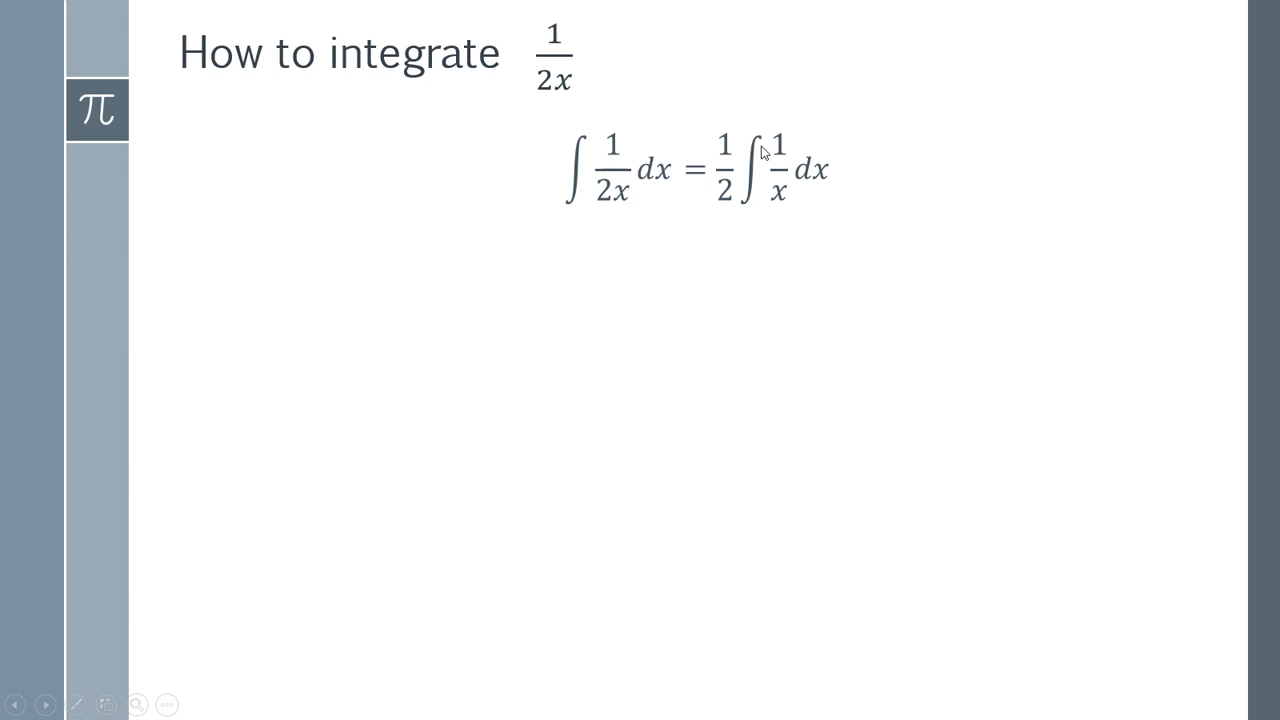 How to integrate 1/2x
π
∫ 1/2x dx = 1/2 ∫ 1/x dx